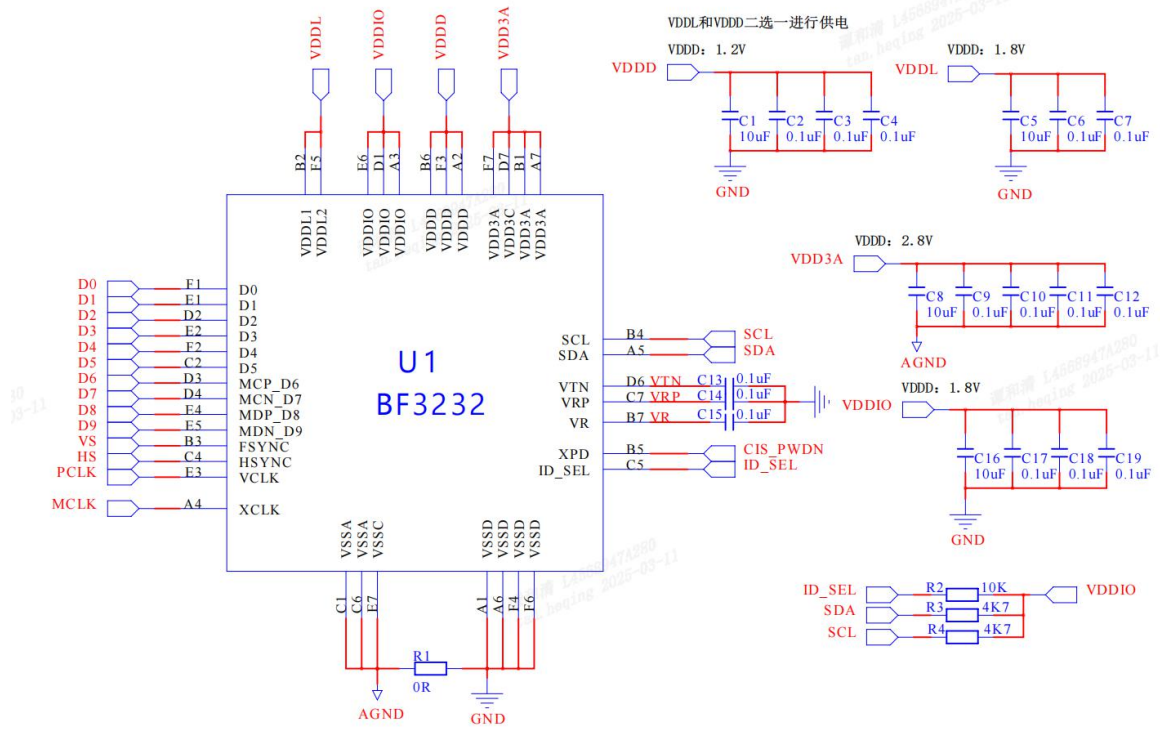 VDDL和VDDD二选一进行供电
VDDD: 1.2V
VDDD: 1.8V
VDDL
VDDIO
VDDD
VDD3A
VDDD
C1
10uF
C2
0.1uF
C3
0.1uF
C4
0.1uF
GND
VDDL
C5
10uF
C6
0.1uF
C7
0.1uF
GND
B2
F5
E6
D1
A3
B6
F3
A2
F7
D7
B1
A7
VDDL1
VDDL2
VDDIO
VDDIO
VDDIO
VDDD
VDDD
VDDD
VDD3A
VDD3C
VDD3A
VDD3A
VDDD: 2.8V
VDD3A
C8
10uF
C9
0.1uF
C10
0.1uF
C11
0.1uF
C12
0.1uF
AGND
D0 F1 D0
D1 E1 D1
D2 D2 D2
D3 E2 D3
D4 F2 D4
D5 C2 D5
D6 D3 MCP_D6
D7 D4 MCN_D7
D8 E4 MDP_D8
D9 E5 MDN_D9
VS B3 FSYNC
HS C4 HSYNC
PCLK E3 VCLK
MCLK A4 XCLK
U1
BF3232
SCL B4 SCL
SDA A5 SDA
VTN D6 VTN C13 0.1uF
VRP C7 VRP C14 0.1uF
VR B7 VR C15 0.1uF
XPD B5 CIS_PWDN
ID_SEL C5 ID_SEL
VDDD: 1.8V
VDDIO
C16
10uF
C17
0.1uF
C18
0.1uF
C19
0.1uF
GND
VSSA
VSSA
VSSC
VSSD
VSSD
VSSD
VSSD
C1
C6
E7
A1
A6
F4
F6
R1
0R
AGND
GND
ID_SEL R2 10K VDDIO
SDA R3 4K7
SCL R4 4K7